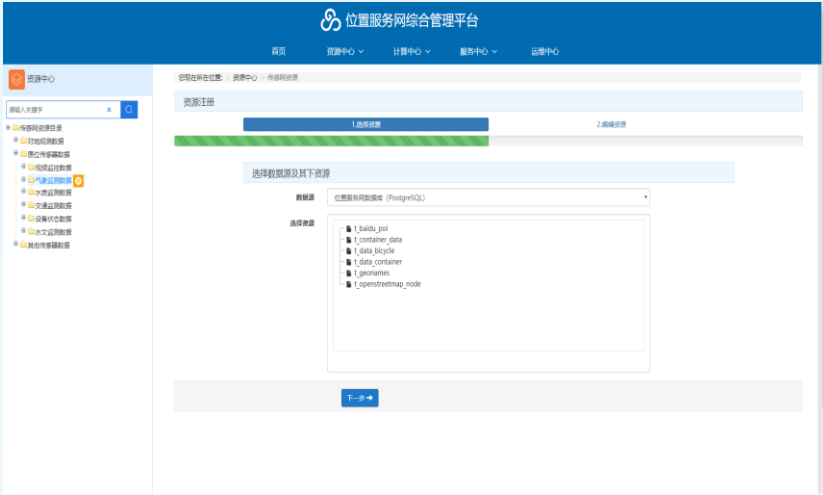 位置服务网综合管理平台
首页 资源中心 计算中心 服务中心 运维中心
资源中心
您现在所在位置: > 资源中心 > 传感网资源
资源注册
请输入关键字 x
1.选择资源 2.编辑资源
传感网资源目录
对地观测数据
原位传感器数据
视频监控数据
气象监测数据
水质监测数据
交通监测数据
设备状态数据
水文监测数据
其他传感器数据
选择数据源及其下资源
数据源 位置服务网数据库 (PostgreSQL)
选择资源
t_baidu_poi
t_container_data
t_data_bicycle
t_data_container
t_geonames
t_openstreetmap_node
下一步